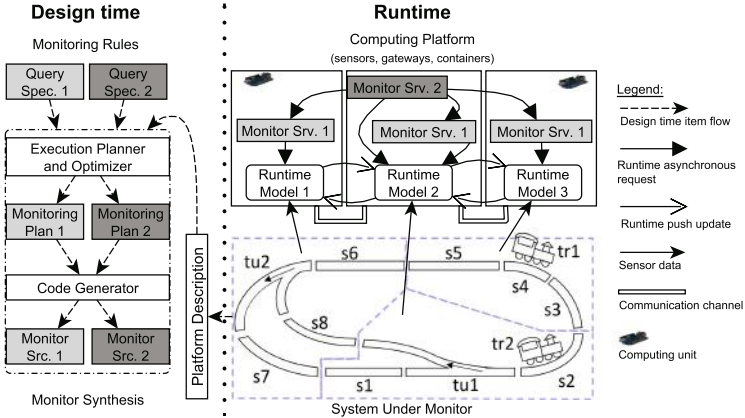 Design time
Monitoring Rules
Query
Spec. 1
Query
Spec. 2
Execution Planner
and Optimizer
Monitoring
Plan 1
Monitoring
Plan 2
Code Generator
Monitor
Src. 1
Monitor
Src. 2
Monitor Synthesis
Platform Description
Runtime
Computing Platform
(sensors, gateways, containers)
Monitor Srv. 2
Monitor Srv. 1
Monitor Srv. 1
Monitor Srv. 1
Runtime
Model 1
Runtime
Model 2
Runtime
Model 3
s6
s5
tr1
tu2
s4
s3
s8
tr2
s7
s1
tu1
s2
System Under Monitor
Legend:
Design time item flow
Runtime asynchronous
request
Runtime push update
Sensor data
Communication channel
Computing unit